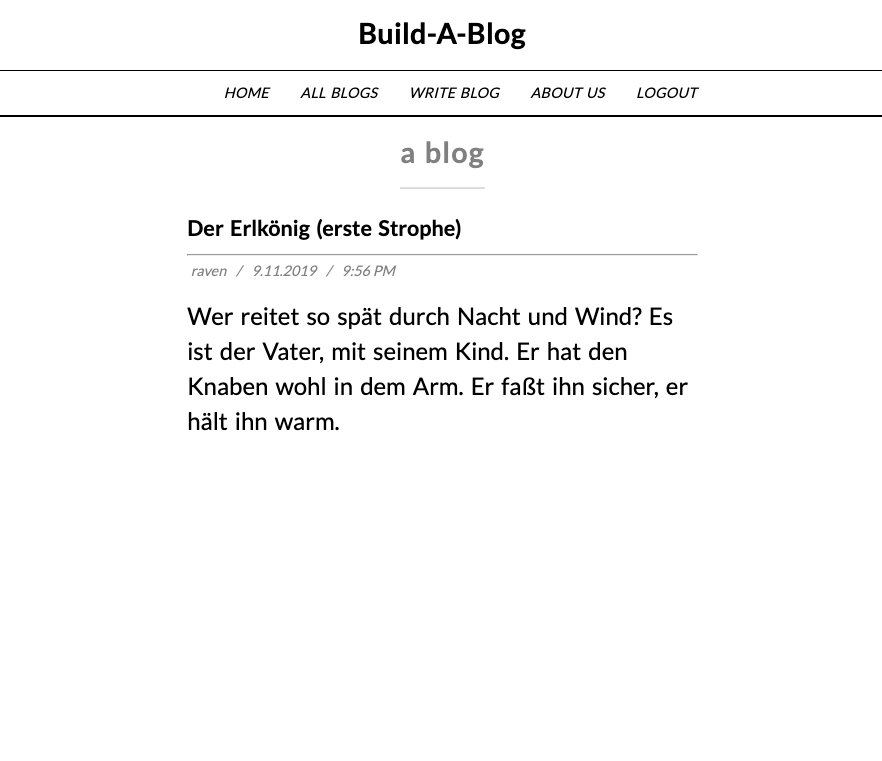 Build-A-Blog
HOME ALL BLOGS WRITE BLOG ABOUT US LOGOUT
a blog
Der Erlkönig (erste Strophe)
raven / 9.11.2019 / 9:56 PM
Wer reitet so spät durch Nacht und Wind? Es
ist der Vater, mit seinem Kind. Er hat den
Knaben wohl in dem Arm. Er faßt ihn sicher, er
hält ihn warm.